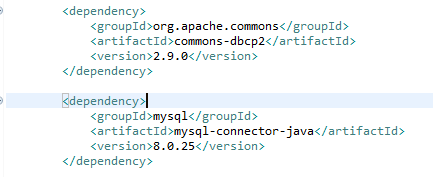 <dependency>
<groupId>org.apache.commons</groupId>
<artifactId>commons-dbcp2</artifactId>
<version>2.9.0</version>
</dependency>
<dependency>
<groupId>mysql</groupId>
<artifactId>mysql-connector-java</artifactId>
<version>8.0.25</version>
</dependency>